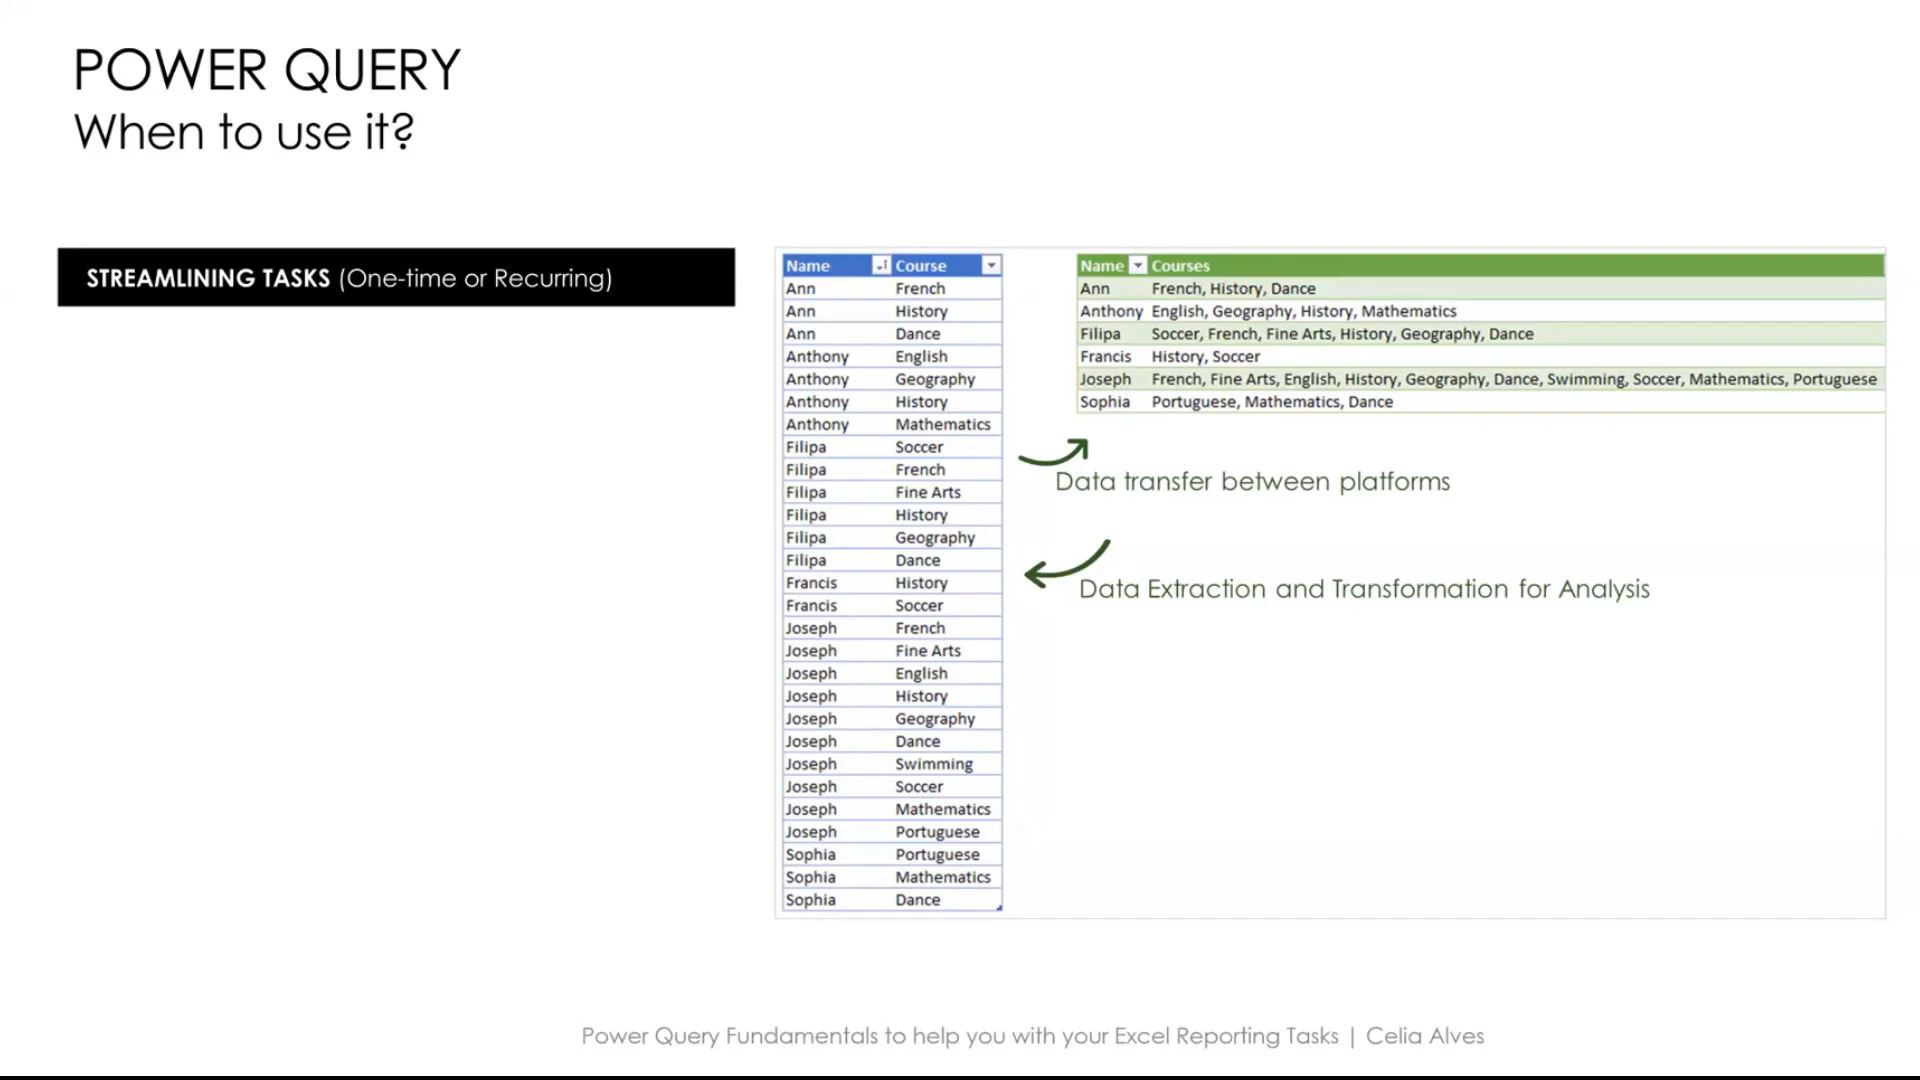 POWER QUERY
When to use it?
STREAMLINING TASKS (One-time or Recurring)
Name Course
Ann French
Ann History
Ann Dance
Anthony English
Anthony Geography
Anthony History
Anthony Mathematics
Filipa Soccer
Filipa French
Filipa Fine Arts
Filipa History
Filipa Geography
Filipa Dance
Francis History
Francis Soccer
Joseph French
Joseph Fine Arts
Joseph English
Joseph History
Joseph Geography
Joseph Dance
Joseph Swimming
Joseph Soccer
Joseph Mathematics
Joseph Portuguese
Sophia Portuguese
Sophia Mathematics
Sophia Dance
Name Courses
Ann French, History, Dance
Anthony English, Geography, History, Mathematics
Filipa Soccer, French, Fine Arts, History, Geography, Dance
Francis History, Soccer
Joseph French, Fine Arts, English, History, Geography, Dance, Swimming, Soccer, Mathematics, Portuguese
Sophia Portuguese, Mathematics, Dance
Data transfer between platforms
Data Extraction and Transformation for Analysis
Power Query Fundamentals to help you with your Excel Reporting Tasks | Celia Alves